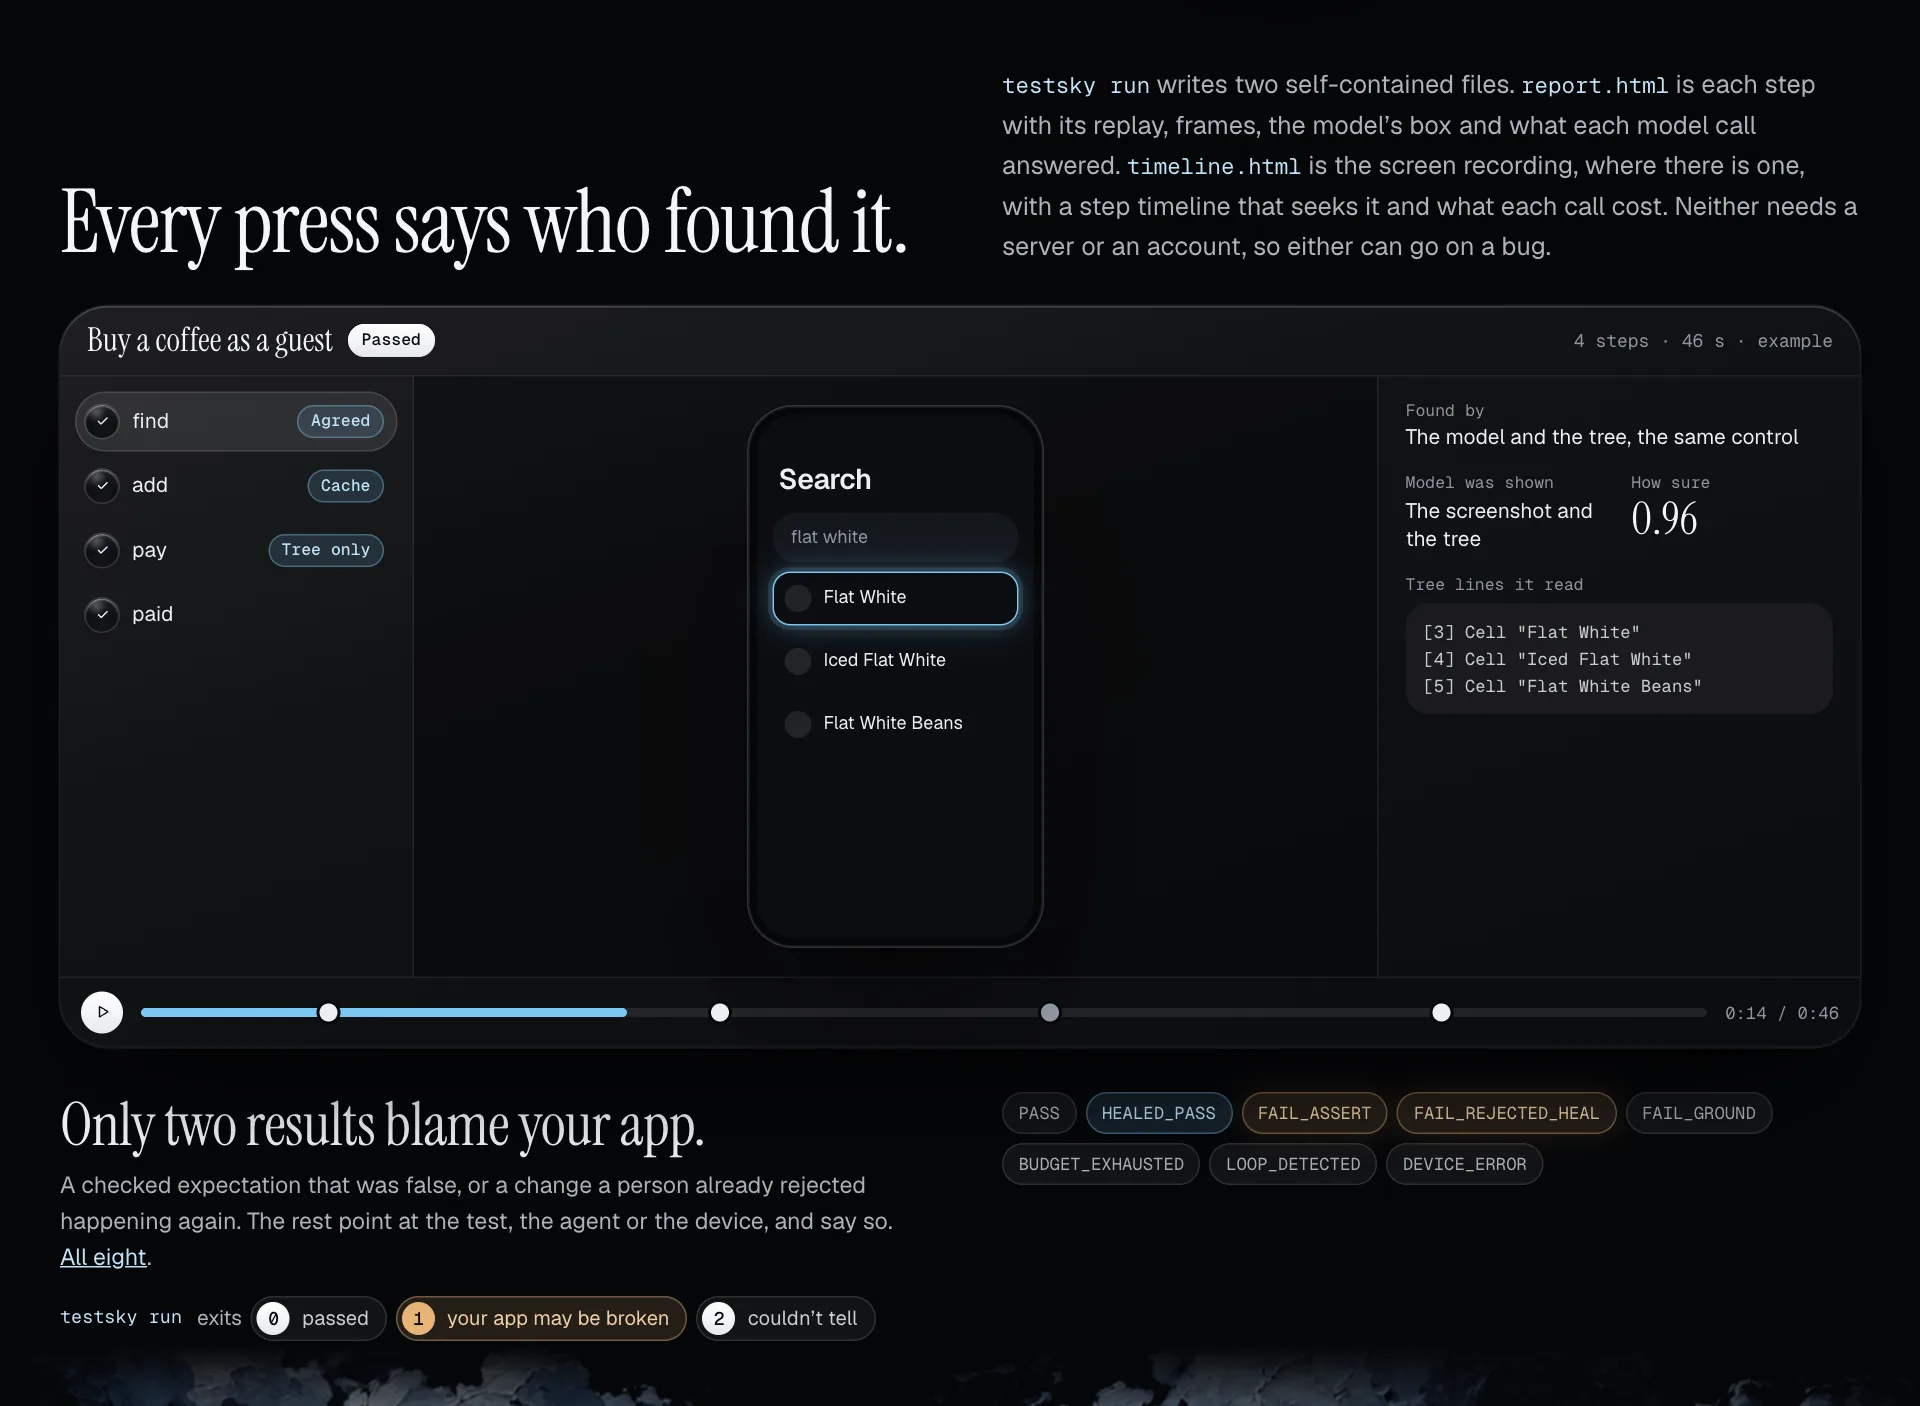 Every press says who found it.
testsky run writes two self-contained files. report.html is each step
with its replay, frames, the model’s box and what each model call
answered. timeline.html is the screen recording, where there is one,
with a step timeline that seeks it and what each call cost. Neither needs a
server or an account, so either can go on a bug.
Buy a coffee as a guest
Passed
4 steps · 46 s · example
find
Agreed
add
Cache
pay
Tree only
paid
Search
flat white
Flat White
Iced Flat White
Flat White Beans
Found by
The model and the tree, the same control
Model was shown
The screenshot and
the tree
How sure
0.96
Tree lines it read
[3] Cell "Flat White"
[4] Cell "Iced Flat White"
[5] Cell "Flat White Beans"
0:14 / 0:46
Only two results blame your app.
A checked expectation that was false, or a change a person already rejected
happening again. The rest point at the test, the agent or the device, and say so.
All eight.
testsky run exits 0 passed 1 your app may be broken 2 couldn’t tell
PASS HEALED_PASS FAIL_ASSERT FAIL_REJECTED_HEAL FAIL_GROUND
BUDGET_EXHAUSTED LOOP_DETECTED DEVICE_ERROR